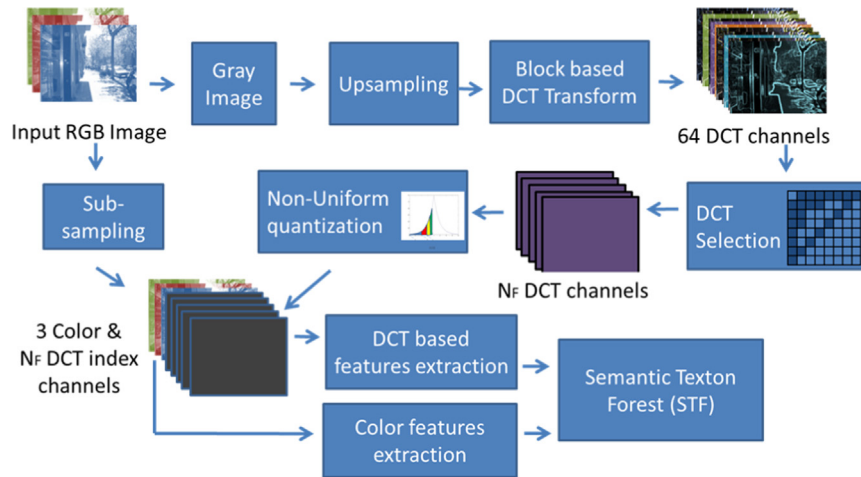 Input RGB Image
Gray
Image
Upsampling
Block based
DCT Transform
64 DCT channels
Sub-
sampling
Non-Uniform
quantization
NF DCT channels
DCT
Selection
3 Color &
NF DCT index
channels
DCT based
features extraction
Color features
extraction
Semantic Texton
Forest (STF)